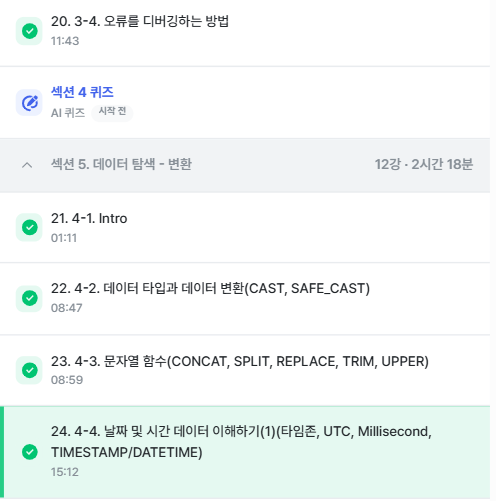 20. 3-4. 오류를 디버깅하는 방법
11:43
섹션 4 퀴즈
AI 퀴즈 시작 전
섹션 5. 데이터 탐색 - 변환 12강 · 2시간 18분
21. 4-1. Intro
01:11
22. 4-2. 데이터 타입과 데이터 변환(CAST, SAFE_CAST)
08:47
23. 4-3. 문자열 함수(CONCAT, SPLIT, REPLACE, TRIM, UPPER)
08:59
24. 4-4. 날짜 및 시간 데이터 이해하기(1)(타임존, UTC, Millisecond,
TIMESTAMP/DATETIME)
15:12